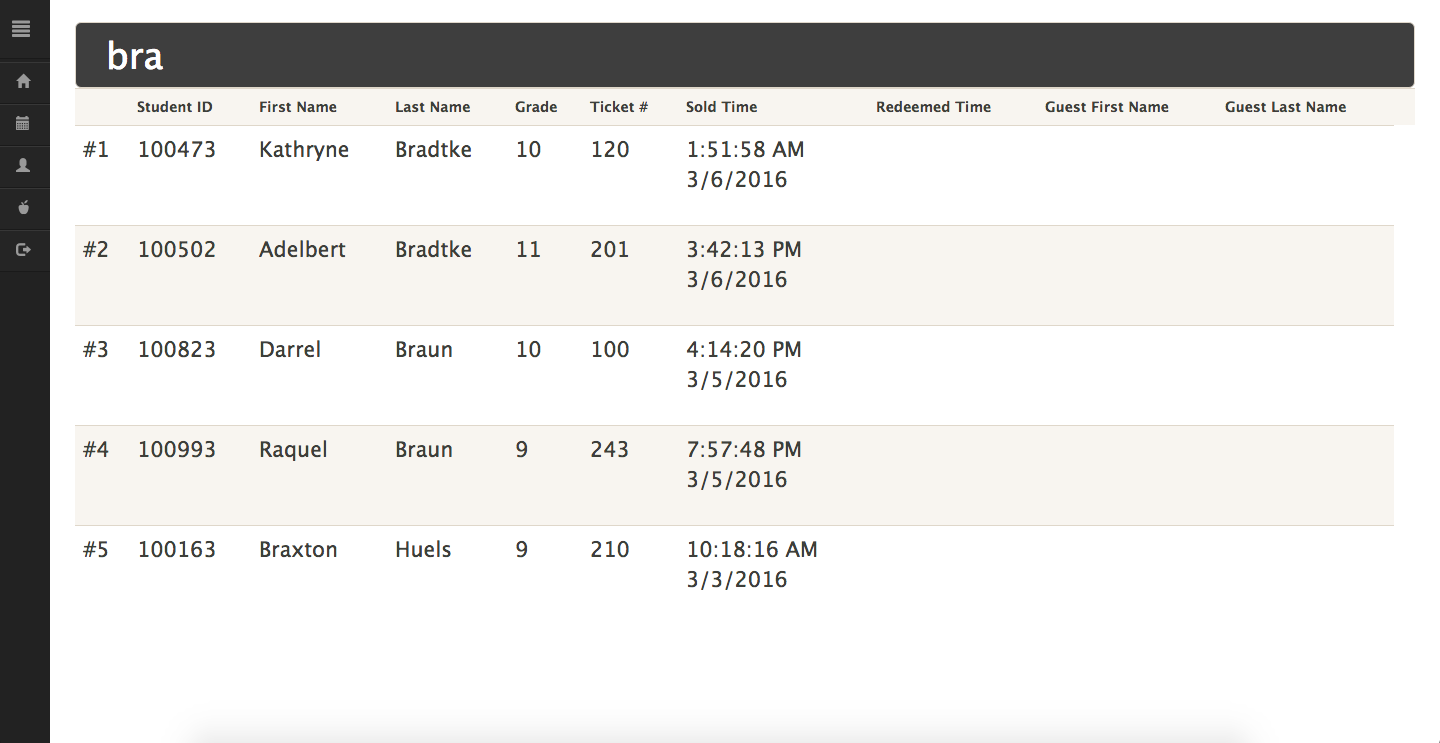 bra
Student ID First Name Last Name Grade Ticket # Sold Time Redeemed Time Guest First Name Guest Last Name
#1 100473 Kathryne Bradtke 10 120 1:51:58 AM
3/6/2016
#2 100502 Adelbert Bradtke 11 201 3:42:13 PM
3/6/2016
#3 100823 Darrel Braun 10 100 4:14:20 PM
3/5/2016
#4 100993 Raquel Braun 9 243 7:57:48 PM
3/5/2016
#5 100163 Braxton Huels 9 210 10:18:16 AM
3/3/2016